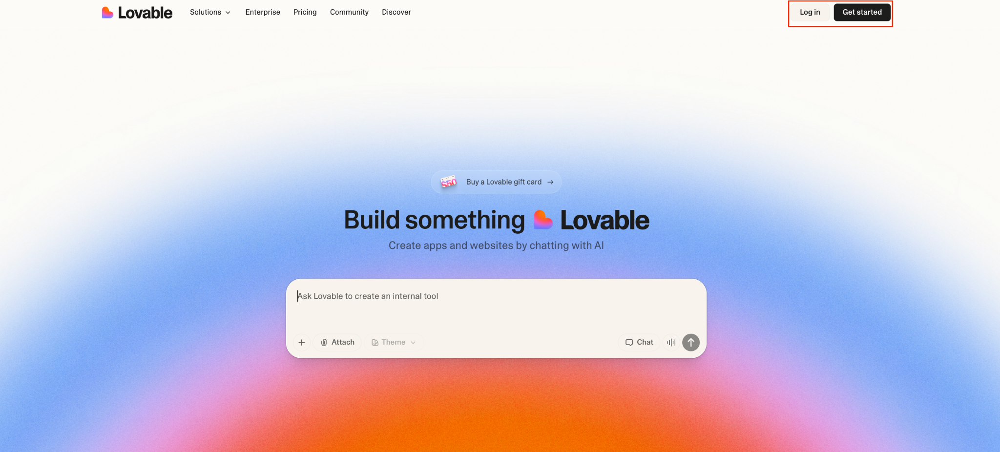 Lovable
Solutions
Enterprise
Pricing
Community
Discover
Log in
Get started
$50
Buy a Lovable gift card →
Build something Lovable
Create apps and websites by chatting with AI
Ask Lovable to create an internal tool
Attach
Theme
Chat